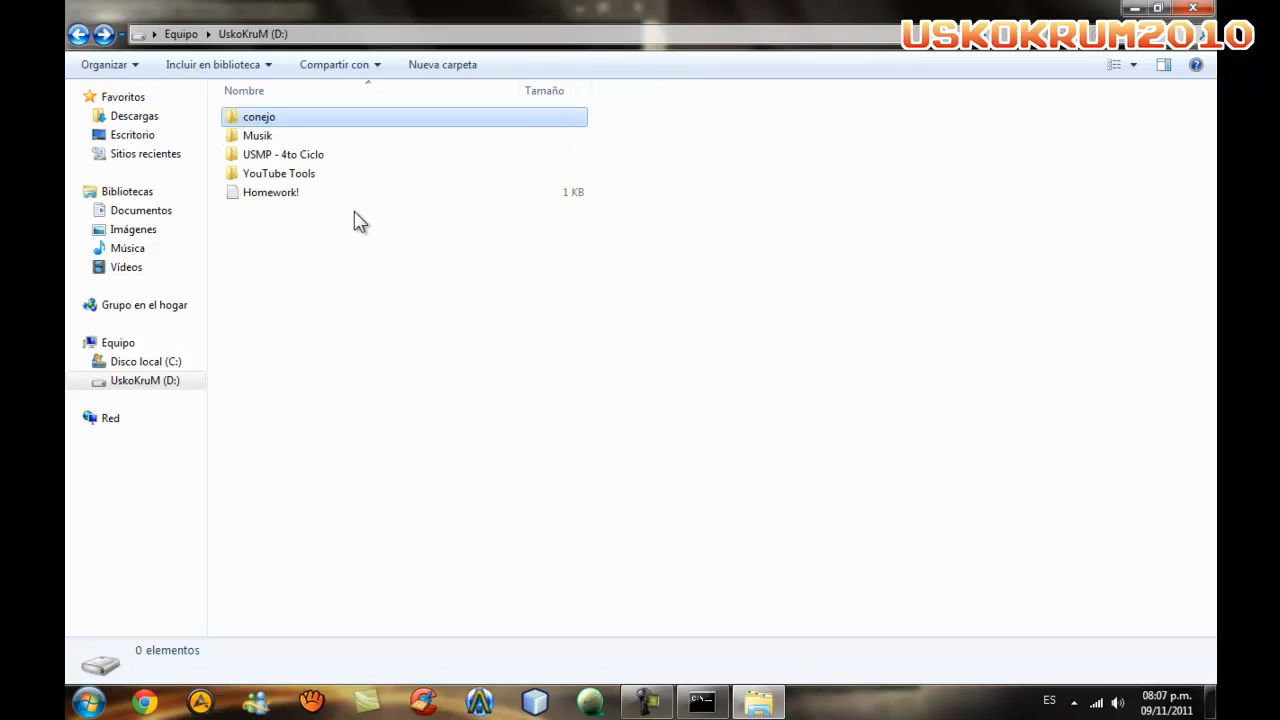 USKOKRUM2010
Equipo UskoKruM (D:)
Organizar Incluir en biblioteca Compartir con Nueva carpeta
Nombre Tamaño
Favoritos
Descargas
Escritorio
Sitios recientes
Bibliotecas
Documentos
Imágenes
Música
Vídeos
Grupo en el hogar
Equipo
Disco local (C:)
UskoKruM (D:)
Red
conejo
Musik
USMP - 4to Ciclo
YouTube Tools
Homework! 1 KB
0 elementos
C:\
ES
08:07 p.m.
09/11/2011